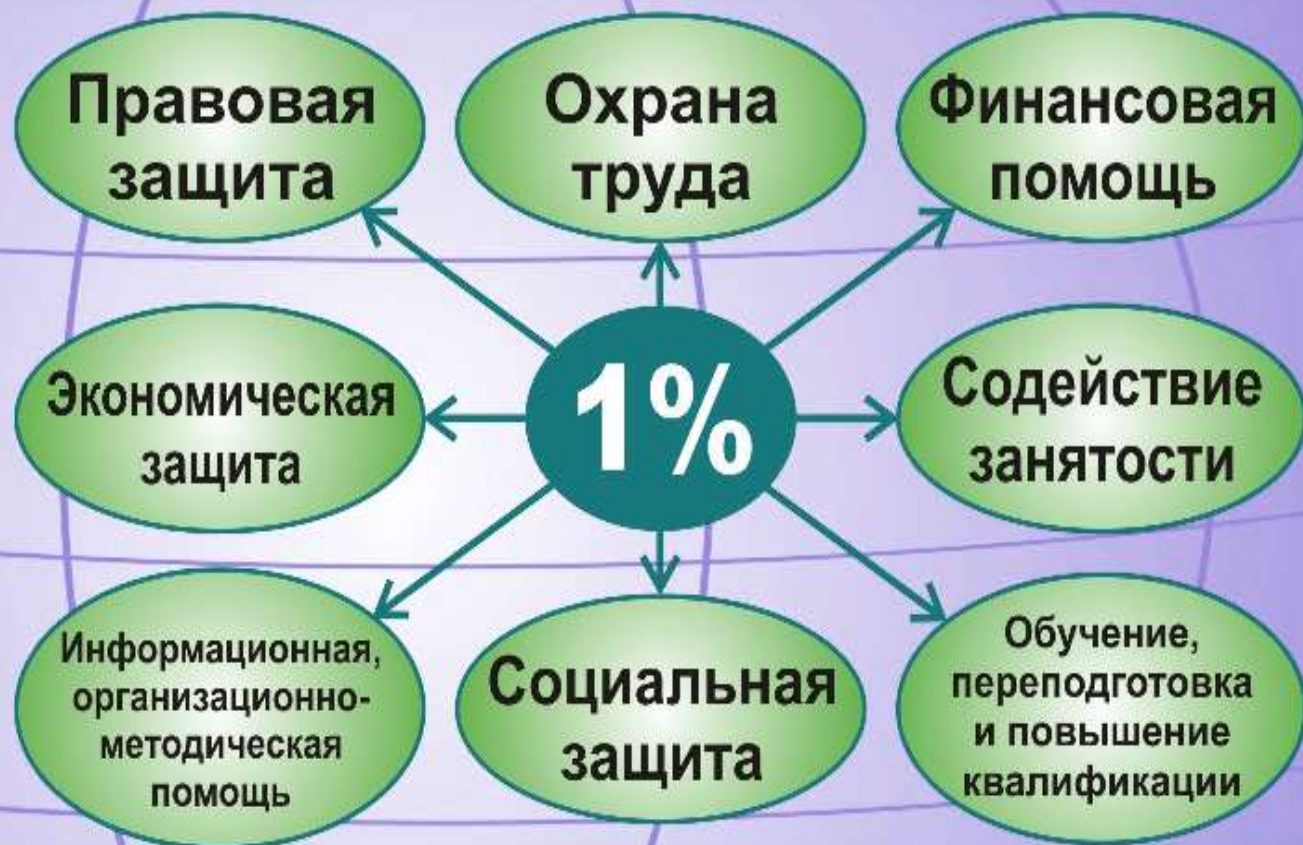 Правовая
защита
Охрана
труда
Финансовая
помощь
Экономическая
защита
1%
Содействие
занятости
Информационная,
организационно-
методическая
помощь
Социальная
защита
Обучение,
переподготовка
и повышение
квалификации